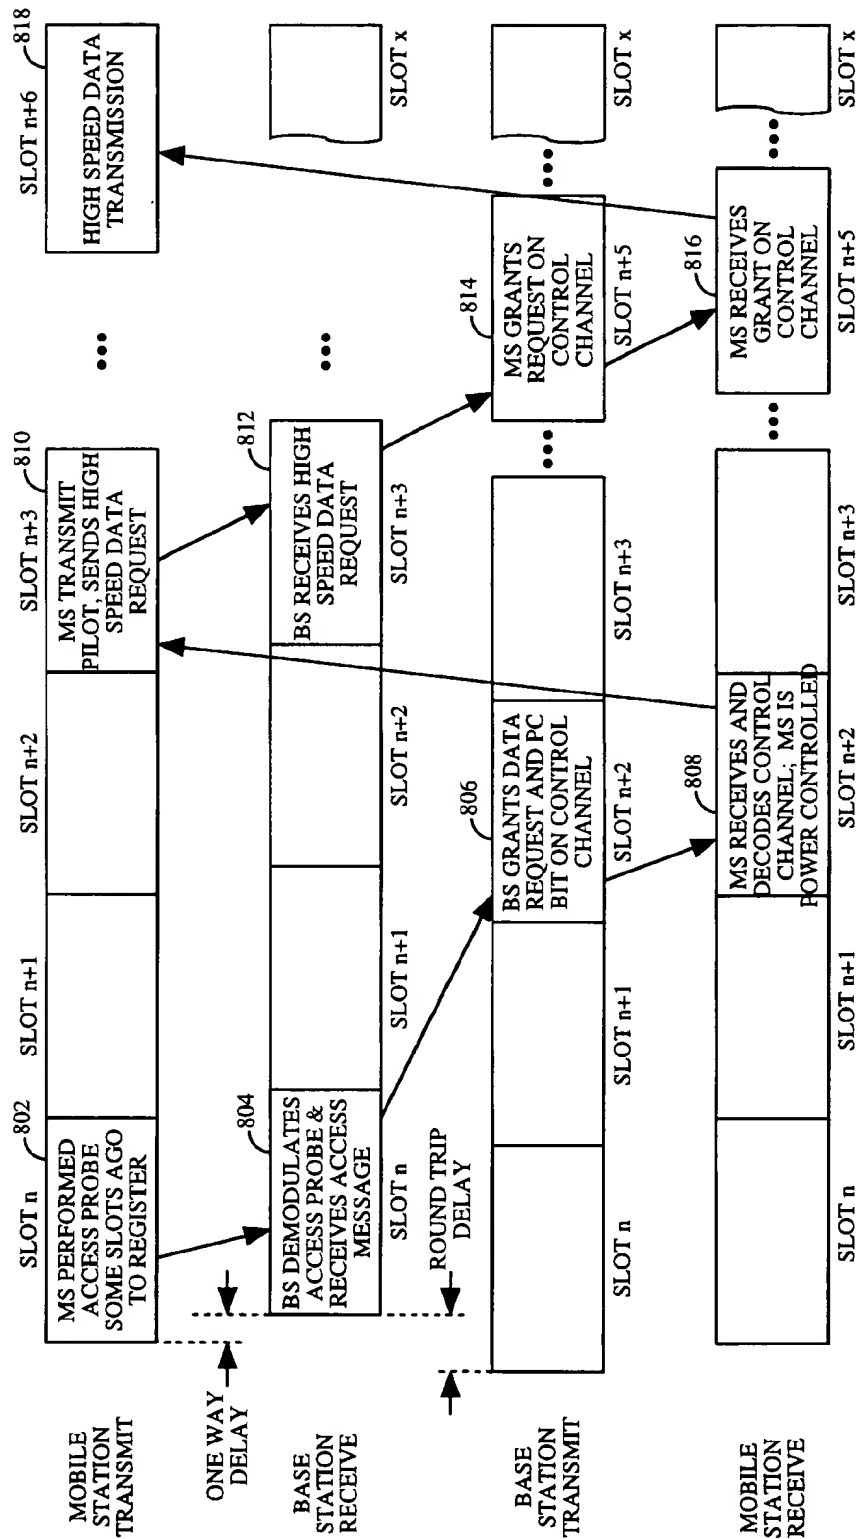 MOBILE
STATION
TRANSMIT
SLOT n
802
MS PERFORMED
ACCESS PROBE
SOME SLOTS AGO
TO REGISTER
SLOT n+1
SLOT n+2
SLOT n+3
810
MS TRANSMIT
PILOT, SENDS HIGH
SPEED DATA
REQUEST
•••
SLOT n+6
818
HIGH SPEED DATA
TRANSMISSION
ONE WAY
DELAY
BASE
STATION
RECEIVE
804
BS DEMODULATES
ACCESS PROBE &
RECEIVES ACCESS
MESSAGE
SLOT n
SLOT n+1
SLOT n+2
812
BS RECEIVES HIGH
SPEED DATA
REQUEST
SLOT n+3
•••
SLOT x
ROUND TRIP
DELAY
BASE
STATION
TRANSMIT
SLOT n
SLOT n+1
806
BS GRANTS DATA
REQUEST AND PC
BIT ON CONTROL
CHANNEL
SLOT n+2
SLOT n+3
•••
814
MS GRANTS
REQUEST ON
CONTROL
CHANNEL
SLOT n+5
•••
SLOT x
MOBILE
STATION
RECEIVE
SLOT n
SLOT n+1
808
MS RECEIVES AND
DECODES CONTROL
CHANNEL; MS IS
POWER CONTROLLED
SLOT n+2
SLOT n+3
•••
816
MS RECEIVES
GRANT ON
CONTROL
CHANNEL
SLOT n+5
•••
SLOT x